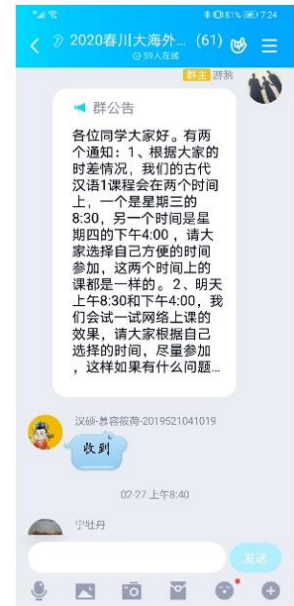 81% 7:24
2020春川大海外... (61)
59人在线
群主 游黎
群公告
各位同学大家好。有两
个通知：1、根据大家的
时差情况，我们的古代
汉语1课程会在两个时间
上，一个是星期三的
8:30，另一个时间是星
期四的下午4:00，请大
家选择自己方便的时间
参加，这两个时间上的
课都是一样的。2、明天
上午8:30和下午4:00，我
们会试一试网络上课的
效果，请大家根据自己
选择的时间，尽量参加
，这样如果有什么问题...
汉硕-慕容筱荷-2019521041019
收到
02-27 上午8:40
宁牡丹
发送